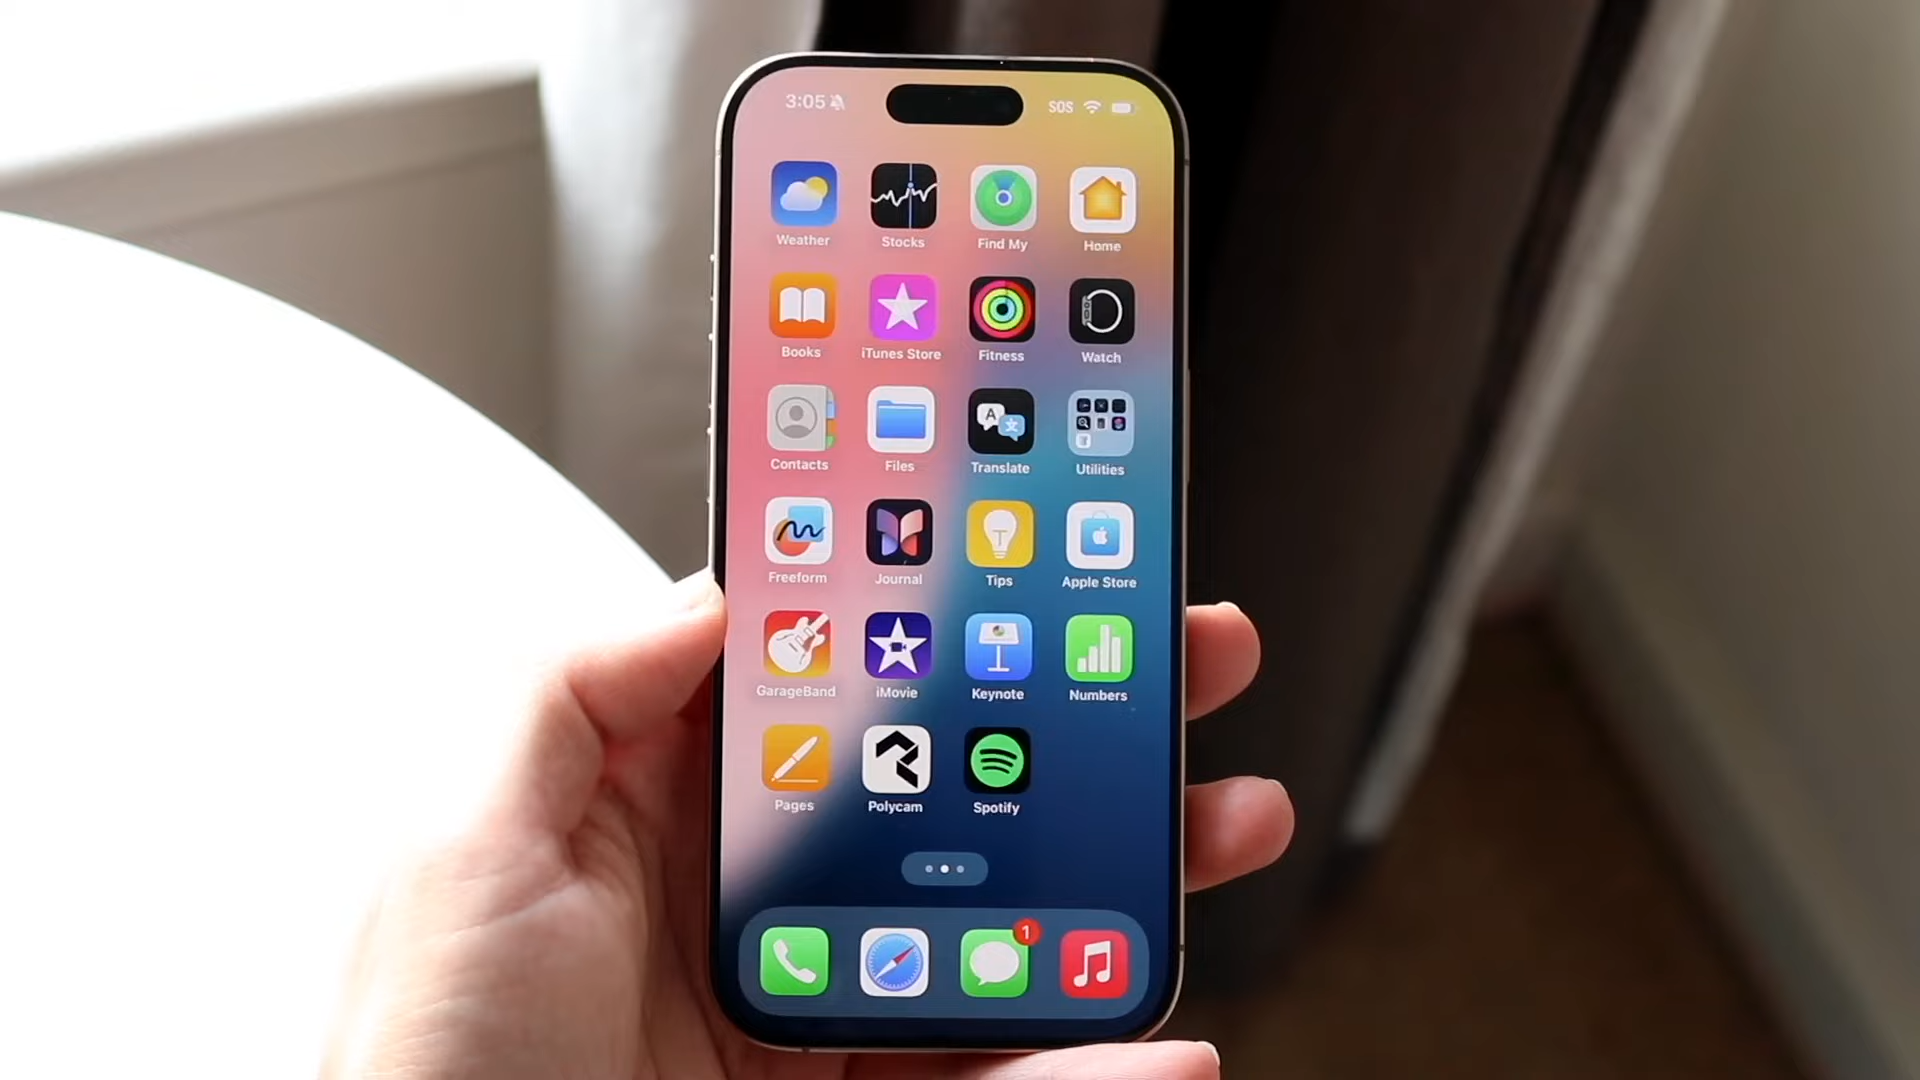 3:05 SOS
Weather Stocks Find My Home
Books iTunes Store Fitness Watch
Contacts Files Translate Utilities
A 文
Freeform Journal Tips Apple Store
GarageBand iMovie Keynote Numbers
Pages Polycam Spotify
1